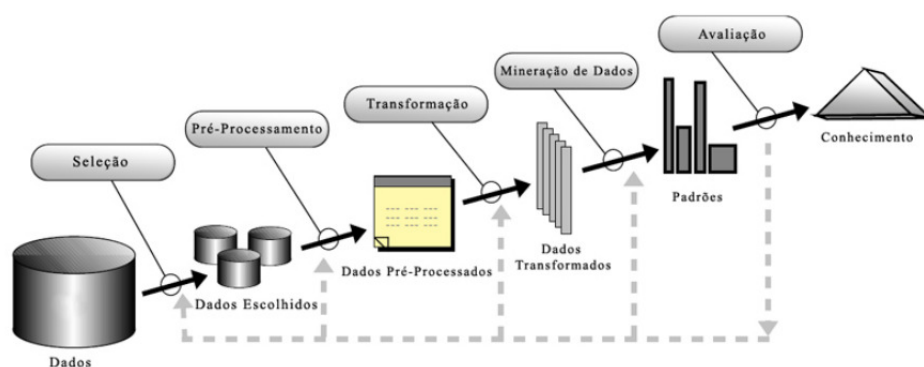 Avaliação
Mineração de Dados
Transformação
Pré-Processamento
Seleção
Conhecimento
Padrões
Dados
Transformados
Dados Pré-Processados
Dados Escolhidos
Dados